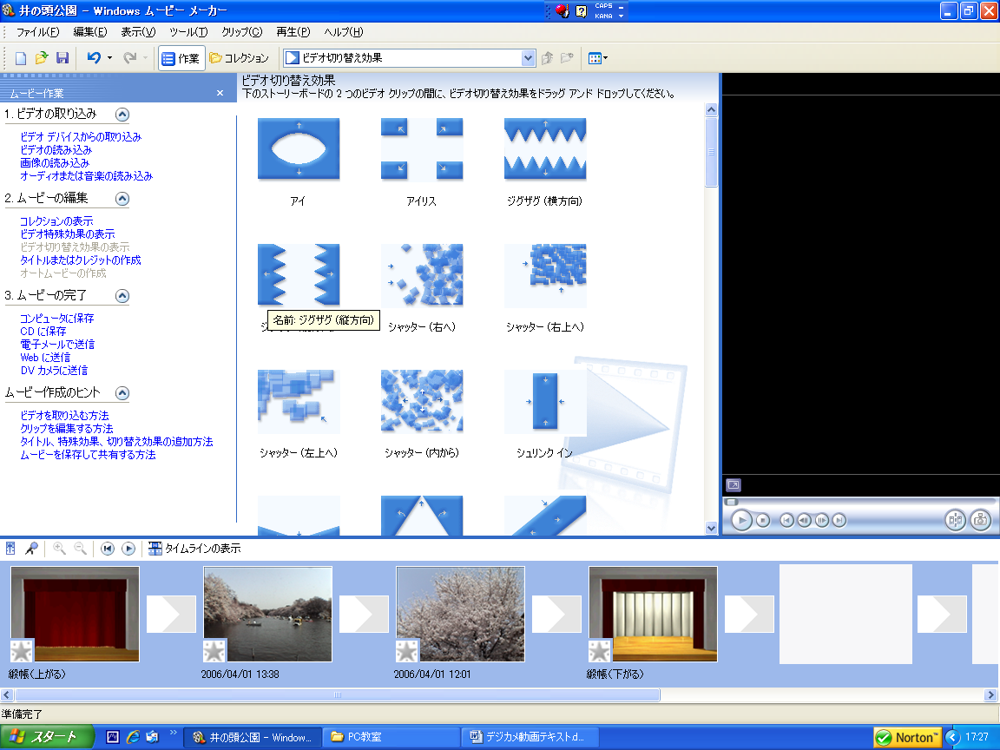 井の頭公園 - Windows ムービー メーカー
CAPS
KANA
ファイル(F) 編集(E) 表示(V) ツール(T) クリップ(C) 再生(P) ヘルプ(H)
作業 コレクション ビデオ切り替え効果
ムービー作業
1. ビデオの取り込み
ビデオ デバイスからの取り込み
ビデオの読み込み
画像の読み込み
オーディオまたは音楽の読み込み
2. ムービーの編集
コレクションの表示
ビデオ特殊効果の表示
ビデオ切り替え効果の表示
タイトルまたはクレジットの作成
オートムービーの作成
3. ムービーの完了
コンピュータに保存
CD に保存
電子メールで送信
Web に送信
DV カメラに送信
ムービー作成のヒント
ビデオを取り込む方法
クリップを編集する方法
タイトル、特殊効果、切り替え効果の追加方法
ムービーを保存して共有する方法
ビデオ切り替え効果
下のストーリーボードの 2 つのビデオ クリップの間に、ビデオ切り替え効果をドラッグ アンド ドロップしてください。
アイ アイリス ジグザグ (横方向)
名前: ジグザグ (縦方向)
シャッター (右へ) シャッター (右上へ)
シャッター (左上へ) シャッター (内から) シュリンク イン
タイムラインの表示
緞帳(上がる) 2006/04/01 13:38 2006/04/01 12:01 緞帳(下がる)
準備完了
スタート 井の頭公園 - Window... PC教室 デジカメ動画テキスト.d... Norton™ 17:27